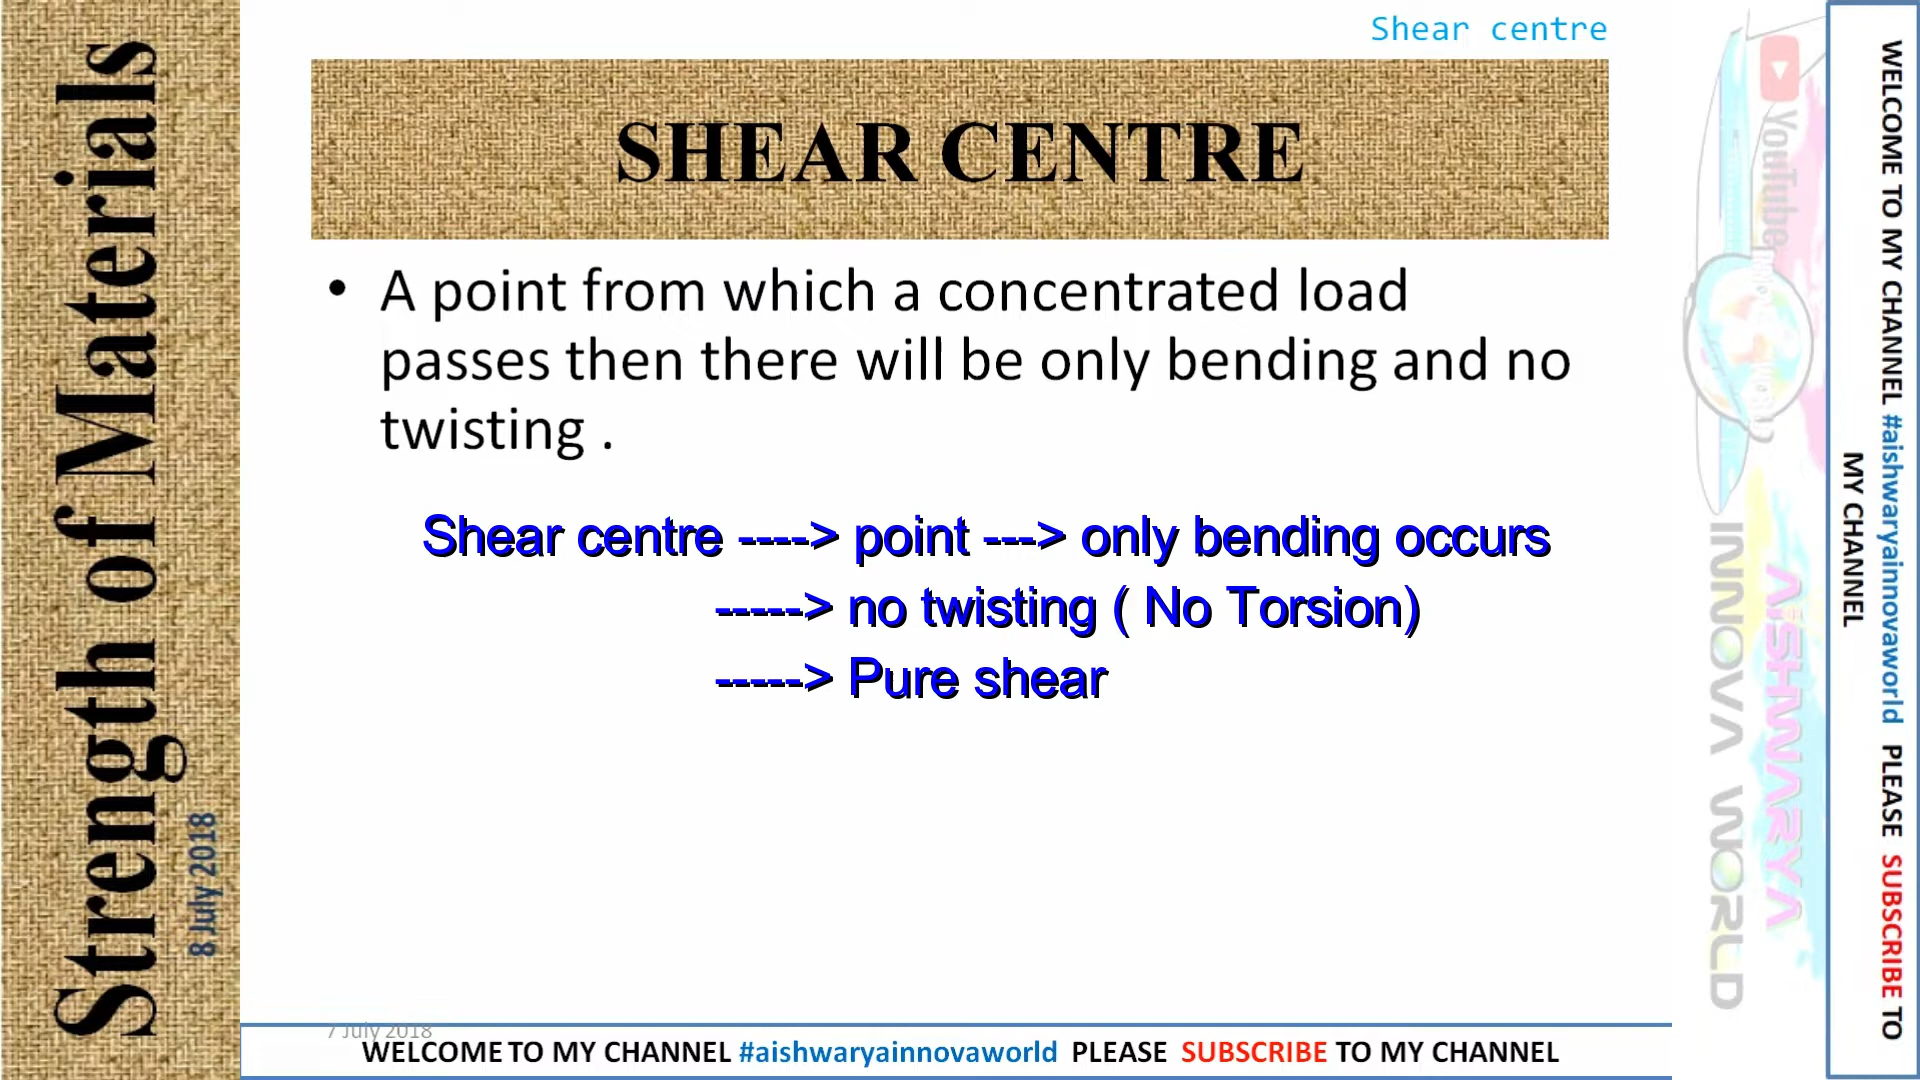 Shear centre
SHEAR CENTRE
• A point from which a concentrated load
passes then there will be only bending and no
twisting .
Shear centre ----> point ---> only bending occurs
-----> no twisting ( No Torsion)
-----> Pure shear
Strength of Materials
8 July 2018
7 July 2018
WELCOME TO MY CHANNEL #aishwaryainnovaworld PLEASE SUBSCRIBE TO MY CHANNEL
YouTube
AISHWARYA
INNOVA WORLD
WELCOME TO MY CHANNEL #aishwaryainnovaworld PLEASE SUBSCRIBE TO
MY CHANNEL